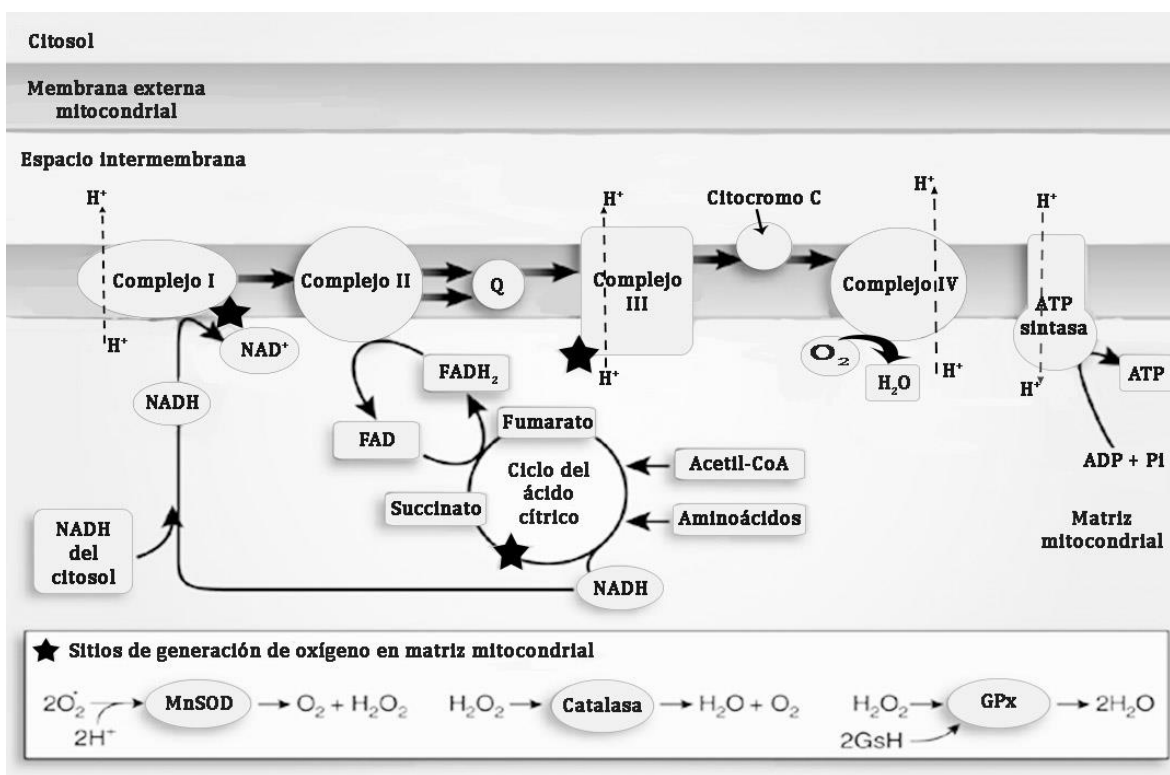 Citosol
Membrana externa
mitocondrial
Espacio intermembrana
H⁺
H⁺
Citocromo C
H⁺
H⁺
Complejo I
Complejo II
Q
Complejo
III
Complejo IV
ATP
sintasa
H⁺
NAD⁺
H⁺
O₂
H₂O
H⁺
H⁺
ATP
NADH
FADH₂
FAD
Fumarato
ADP + Pi
Ciclo del
ácido
cítrico
Acetil-CoA
Succinato
Aminoácidos
NADH
del
citosol
Matriz
mitocondrial
NADH
Sitios de generación de oxígeno en matriz mitocondrial
2O₂˙ MnSOD O₂ + H₂O₂
2H⁺
H₂O₂ Catalasa H₂O + O₂
H₂O₂ GPx 2H₂O
2GsH